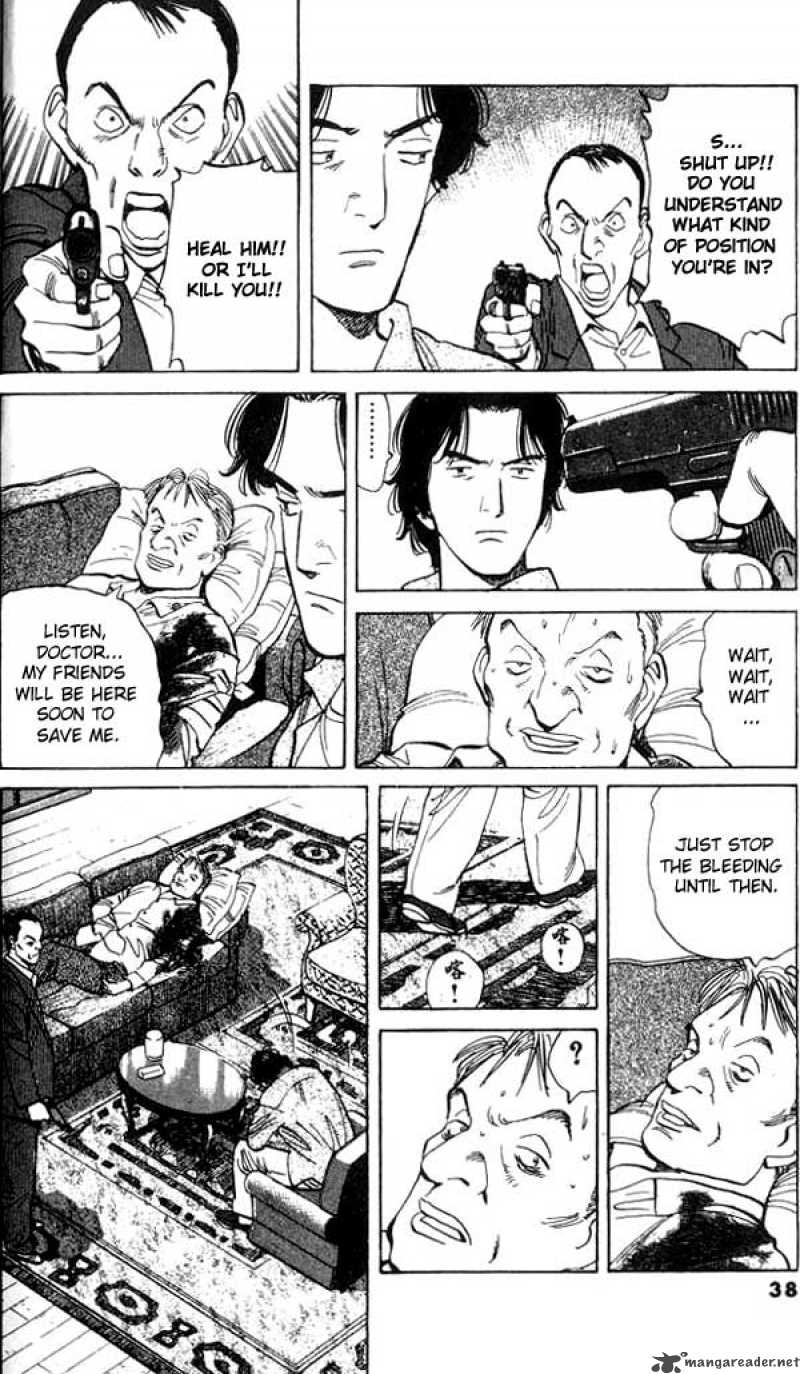 S...
SHUT UP!!
DO YOU
UNDERSTAND
WHAT KIND
OF POSITION
YOU'RE IN?
HEAL HIM!!
OR I'LL
KILL YOU!!
........
WAIT,
WAIT,
WAIT
...
LISTEN,
DOCTOR...
MY FRIENDS
WILL BE HERE
SOON TO
SAVE ME.
JUST STOP
THE BLEEDING
UNTIL THEN.
喀!
喀!
?
38
mangareader.net